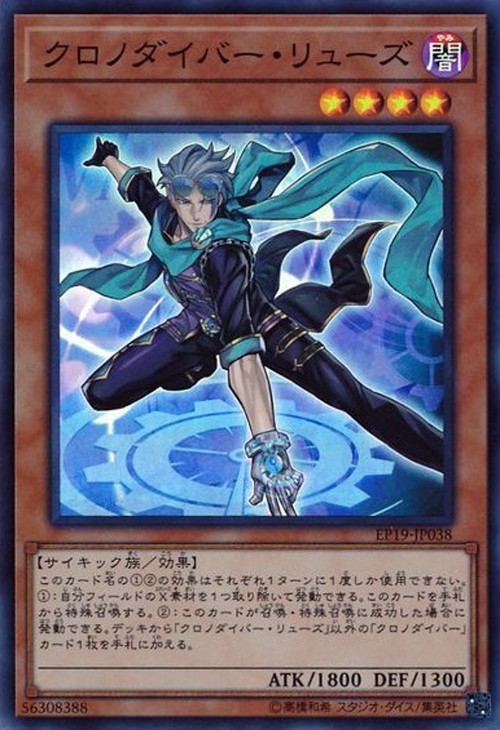 クロノダイバー・リューズ
やみ
闇
EP19-JP038
【サイキック族/効果】
このカード名の①②の効果はそれぞれ1ターンに1度しか使用できない。
①:自分フィールドのX素材を1つ取り除いて発動できる。このカードを手札
から特殊召喚する。②:このカードが召喚・特殊召喚に成功した場合に
発動できる。デッキから「クロノダイバー・リューズ」以外の「クロノダイバー」
カード1枚を手札に加える。
ATK/1800 DEF/1300
56308388
©高橋和希 スタジオ・ダイス/集英社